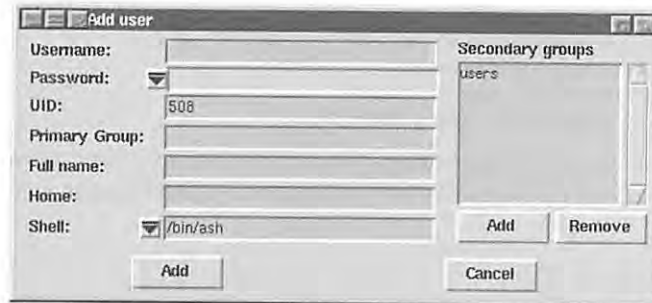 Add user
Username:
Password:
UID: 508
Primary Group:
Full name:
Home:
Shell: /bin/ash
Secondary groups
users
Add Remove
Add Cancel